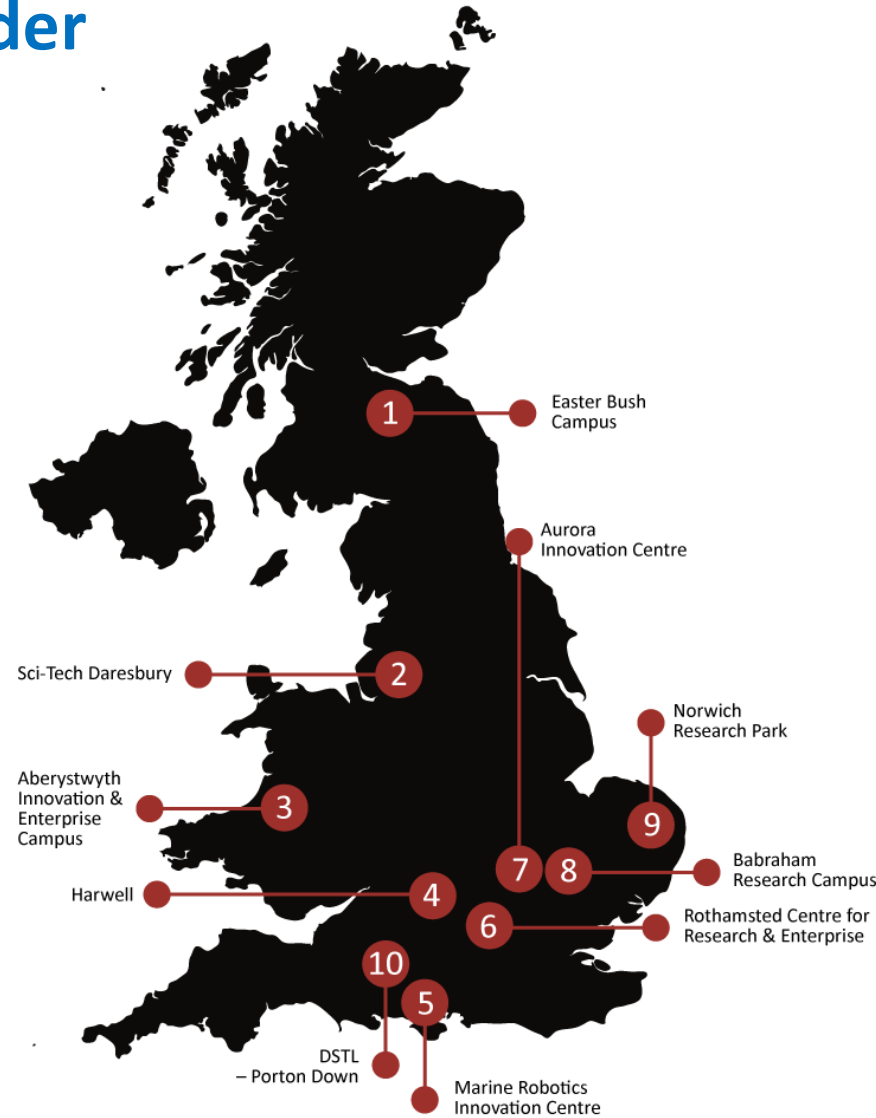 der
1
Easter Bush
Campus
Aurora
Innovation Centre
Sci-Tech Daresbury
2
Norwich
Research Park
Aberystwyth
Innovation &
Enterprise
Campus
3
9
7
8
Babraham
Research Campus
Harwell
4
6
Rothamsted Centre for
Research & Enterprise
10
5
DSTL
– Porton Down
Marine Robotics
Innovation Centre